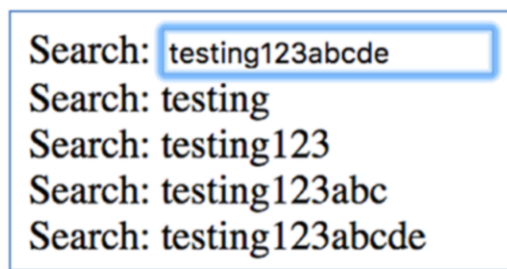 Search: testing123abcde
Search: testing
Search: testing123
Search: testing123abc
Search: testing123abcde